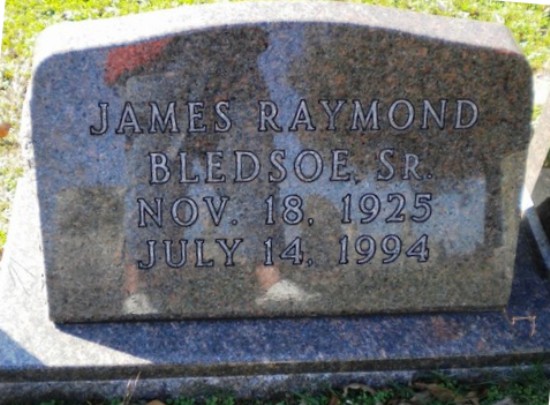 JAMES RAYMOND
BLEDSOE, SR.
NOV. 18, 1925
JULY 14, 1994